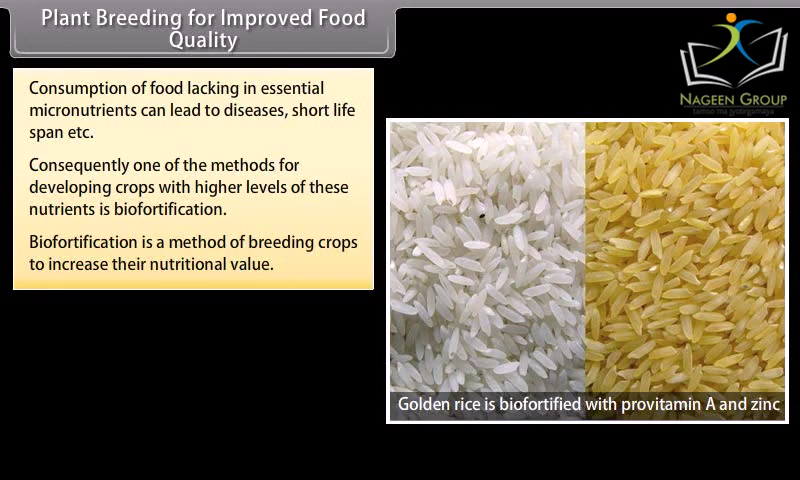 Plant Breeding for Improved Food
Quality
NAGEEN GROUP
tamso ma jyotirgamaya
Consumption of food lacking in essential
micronutrients can lead to diseases, short life
span etc.
Consequently one of the methods for
developing crops with higher levels of these
nutrients is biofortification.
Biofortification is a method of breeding crops
to increase their nutritional value.
Golden rice is biofortified with provitamin A and zinc